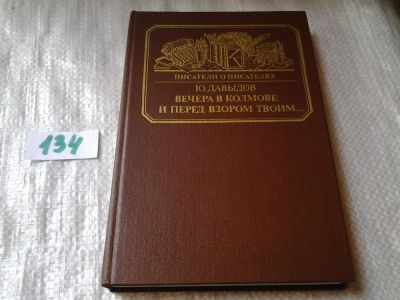 ПИСАТЕЛИ О ПИСАТЕЛЯХ
Ю. ДАВЫДОВ
ВЕЧЕРА В КОЛМОВЕ
И ПЕРЕД ВЗОРОМ ТВОИМ...
134